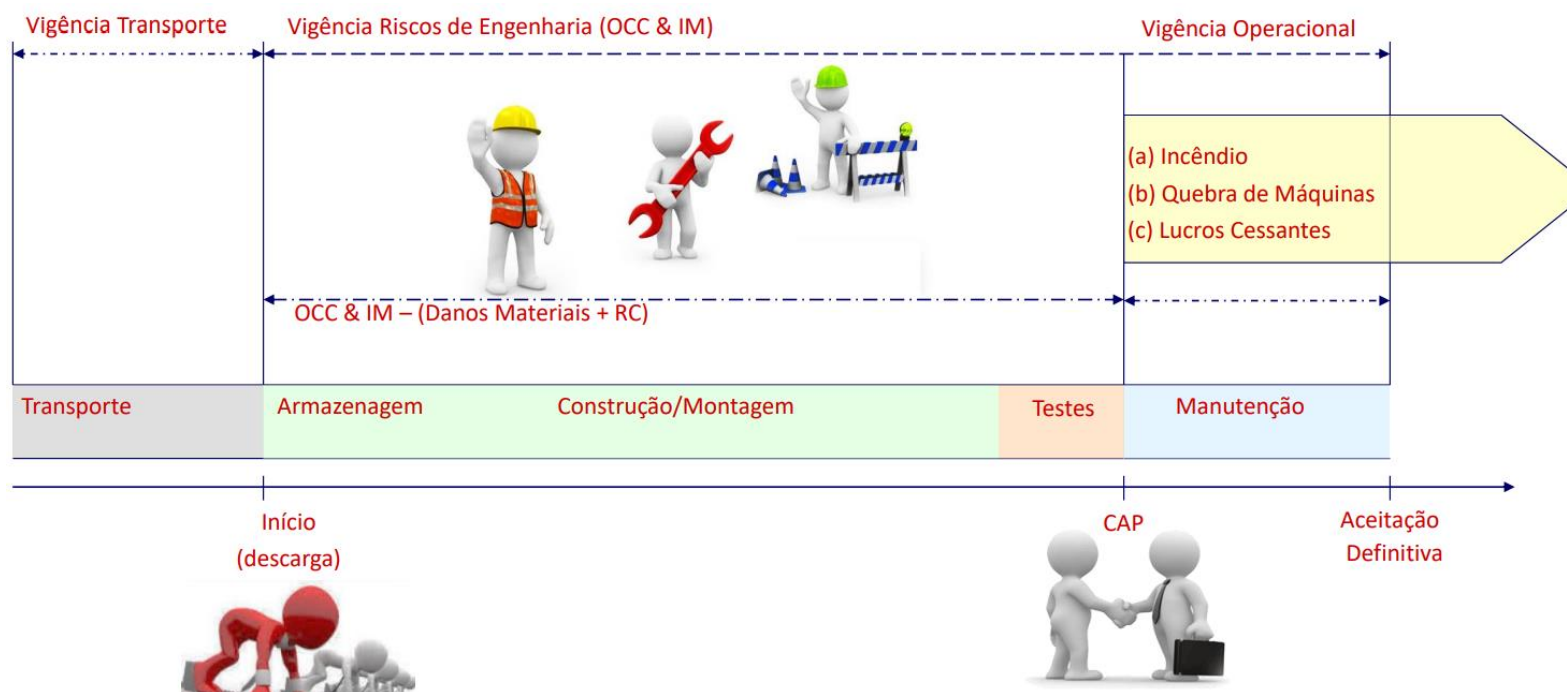 Vigência Transporte
Vigência Riscos de Engenharia (OCC & IM)
Vigência Operacional
(a) Incêndio
(b) Quebra de Máquinas
(c) Lucros Cessantes
OCC & IM – (Danos Materiais + RC)
Transporte
Armazenagem
Construção/Montagem
Testes
Manutenção
Início
(descarga)
CAP
Aceitação
Definitiva